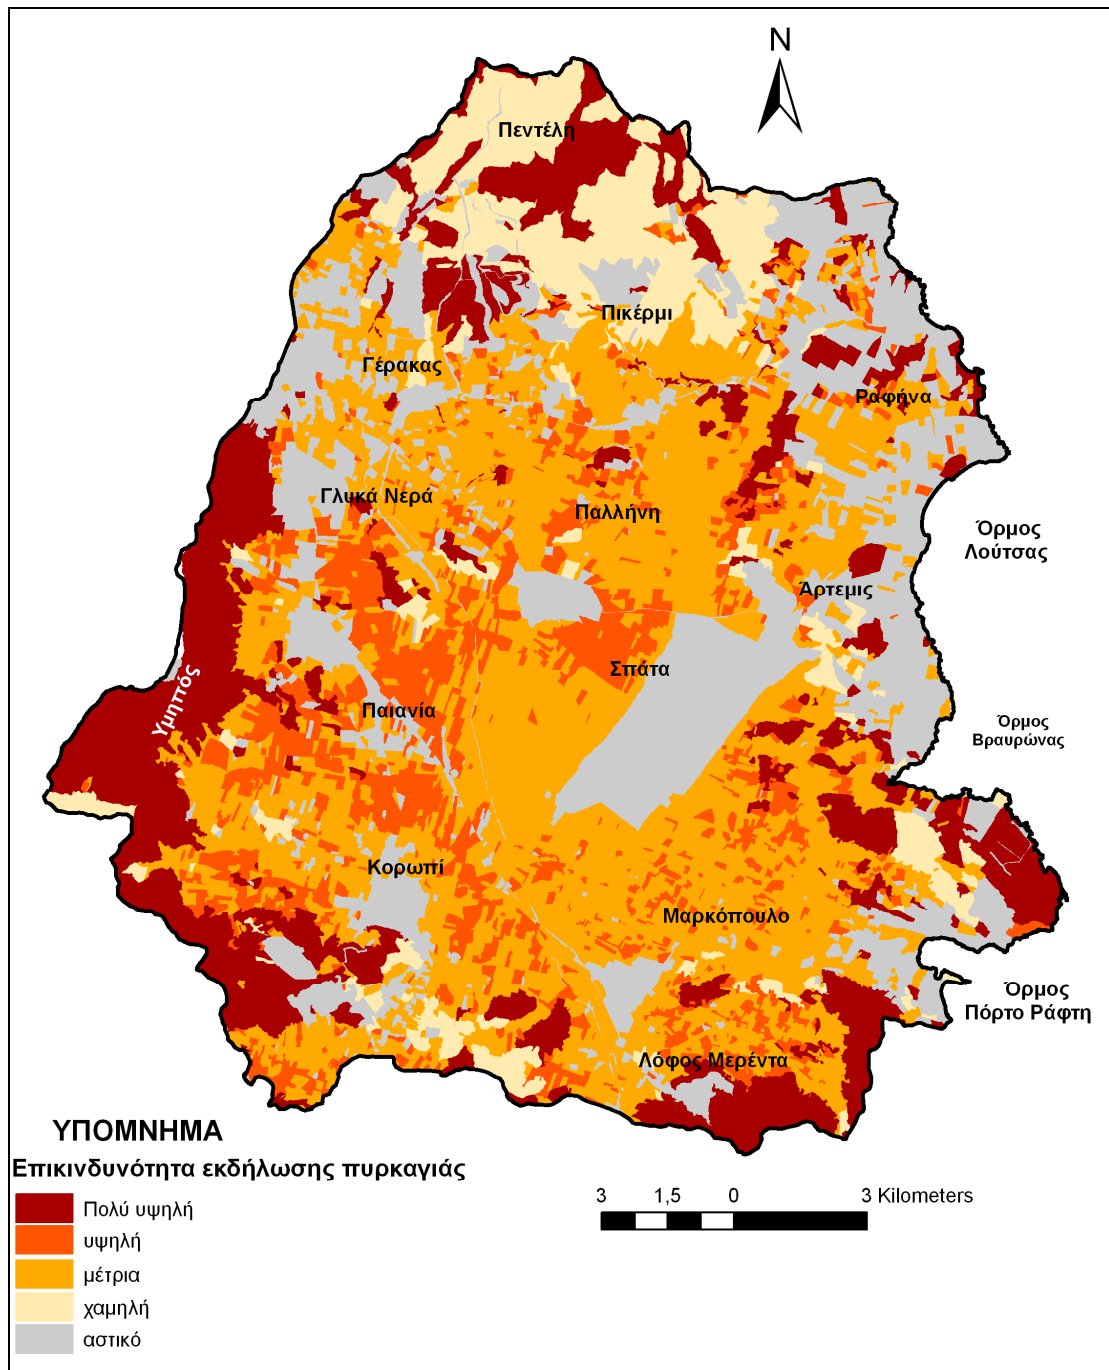 N
Πεντέλη
Πικέρμι
Γέρακας
Ραφήνα
Γλυκά Νερά
Παλλήνη
Όρμος
Λούτσας
Άρτεμις
Σπάτα
Υμηττός
Παιανία
Όρμος
Βραυρώνας
Κορωπί
Μαρκόπουλο
Όρμος
Πόρτο Ράφτη
Λόφος Μερέντα
ΥΠΟΜΝΗΜΑ
Επικινδυνότητα εκδήλωσης πυρκαγιάς
Πολύ υψηλή
υψηλή
μέτρια
χαμηλή
αστικό
3 1,5 0 3 Kilometers